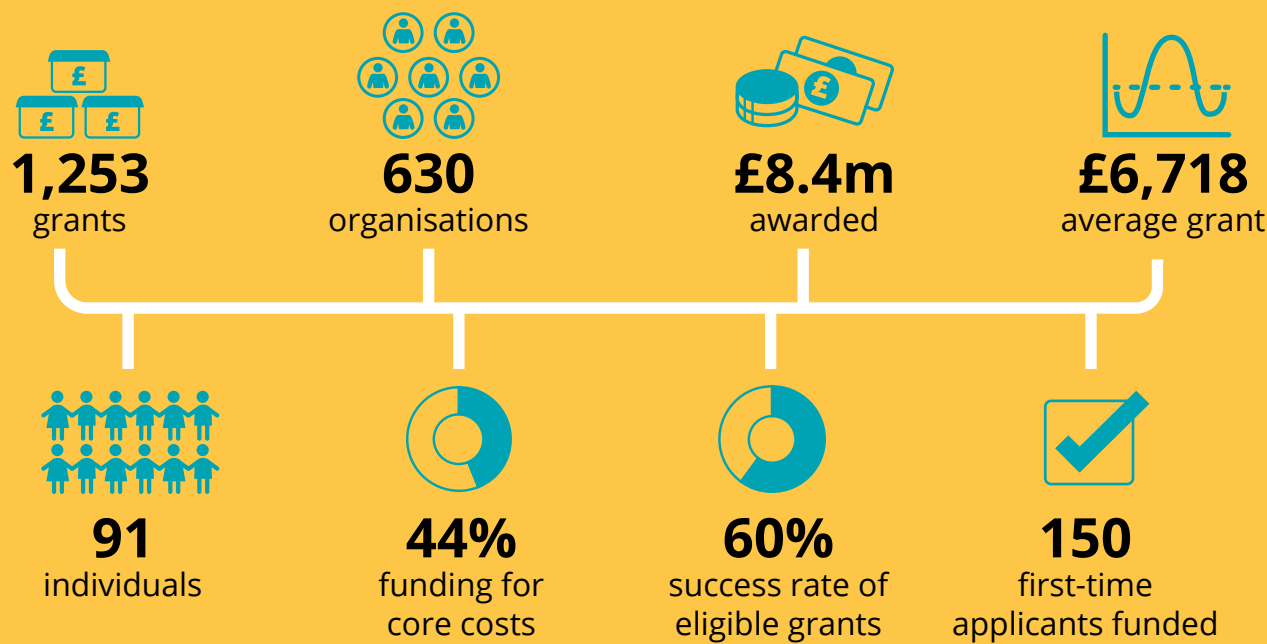 £
£ £
£
1,253
grants
630
organisations
£8.4m
awarded
£6,718
average grant
91
individuals
44%
funding for
core costs
60%
success rate of
eligible grants
150
first-time
applicants funded